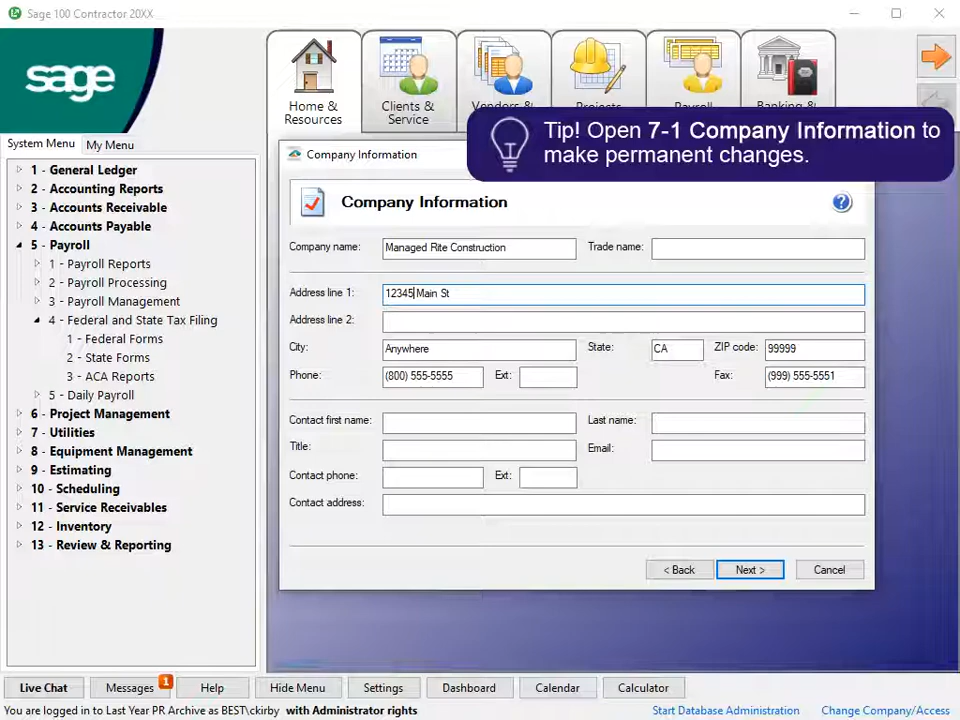 Sage 100 Contractor 20XX
sage
Home &
Resources
Clients &
Service
Tip! Open 7-1 Company Information to
make permanent changes.
System Menu
My Menu
1 - General Ledger
2 - Accounting Reports
3 - Accounts Receivable
4 - Accounts Payable
5 - Payroll
1 - Payroll Reports
2 - Payroll Processing
3 - Payroll Management
4 - Federal and State Tax Filing
1 - Federal Forms
2 - State Forms
3 - ACA Reports
5 - Daily Payroll
6 - Project Management
7 - Utilities
8 - Equipment Management
9 - Estimating
10 - Scheduling
11 - Service Receivables
12 - Inventory
13 - Review & Reporting
Company Information
Company Information
Company name: Managed Rite Construction Trade name:
Address line 1: 12345 Main St
Address line 2:
City: Anywhere State: CA ZIP code: 99999
Phone: (800) 555-5555 Ext: Fax: (999) 555-5551
Contact first name: Last name:
Title: Email:
Contact phone: Ext:
Contact address:
< Back Next > Cancel
Live Chat Messages 1 Help Hide Menu Settings Dashboard Calendar Calculator
You are logged in to Last Year PR Archive as BEST\ckirby with Administrator rights Start Database Administration Change Company/Access